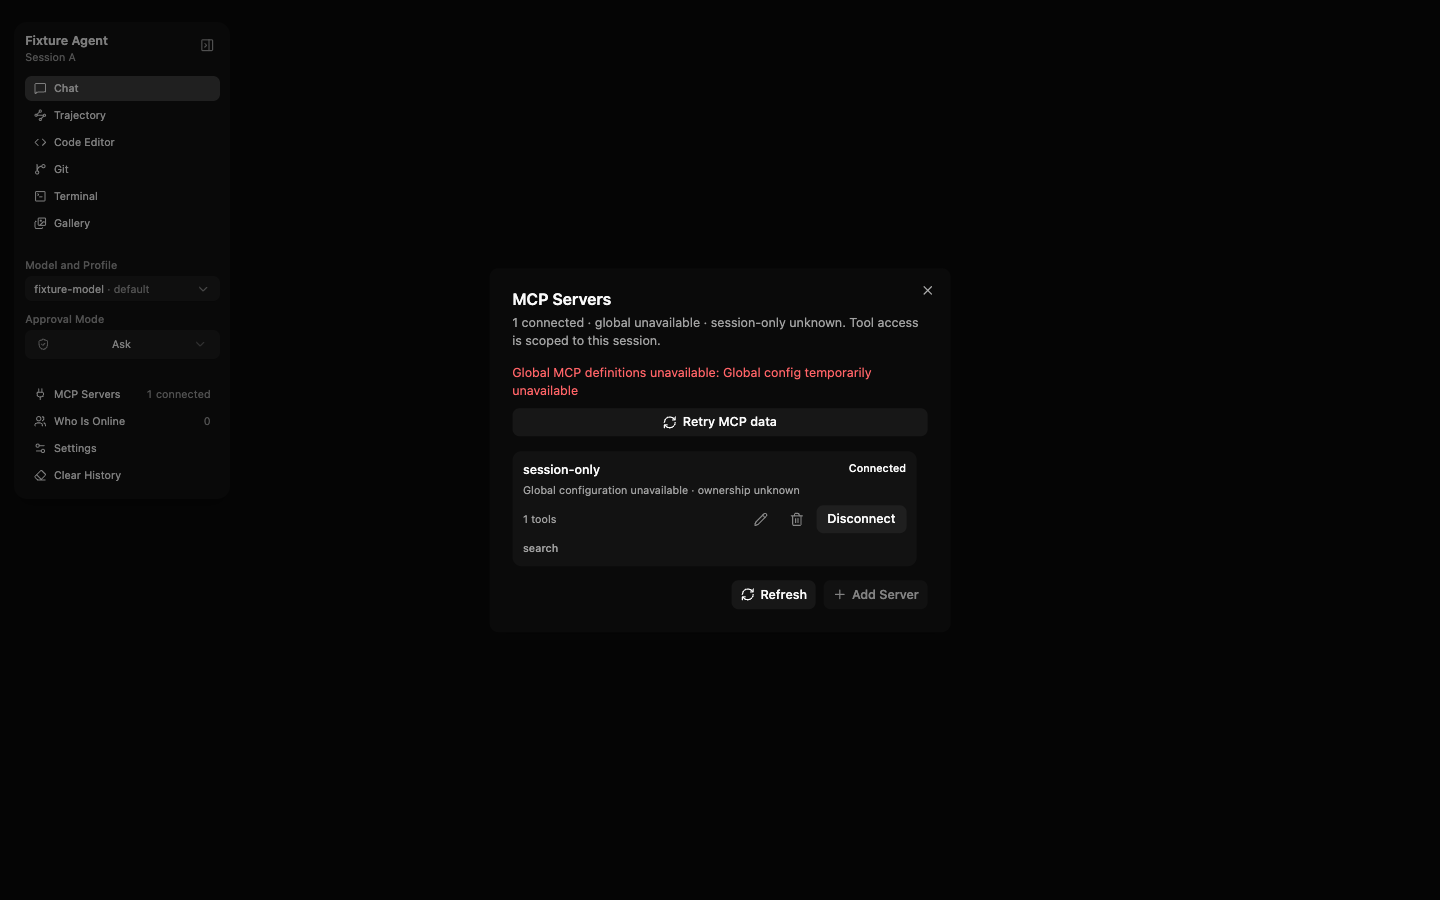 Fixture Agent
Session A
Chat
Trajectory
Code Editor
Git
Terminal
Gallery
Model and Profile
fixture-model · default
Approval Mode
Ask
MCP Servers 1 connected
Who Is Online 0
Settings
Clear History
MCP Servers
1 connected · global unavailable · session-only unknown. Tool access
is scoped to this session.
Global MCP definitions unavailable: Global config temporarily
unavailable
Retry MCP data
session-only Connected
Global configuration unavailable · ownership unknown
1 tools Disconnect
search
Refresh Add Server